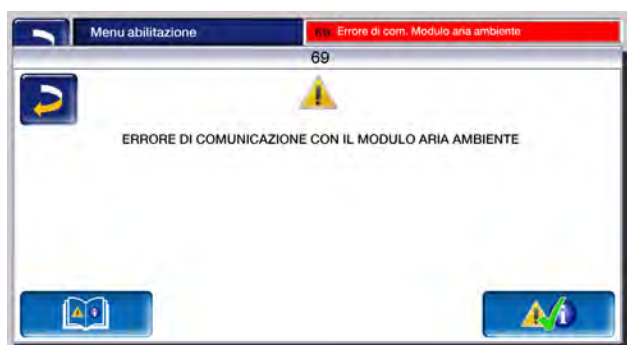 Menu abilitazione
69 Errore di com. Modulo aria ambiente
69
ERRORE DI COMUNICAZIONE CON IL MODULO ARIA AMBIENTE